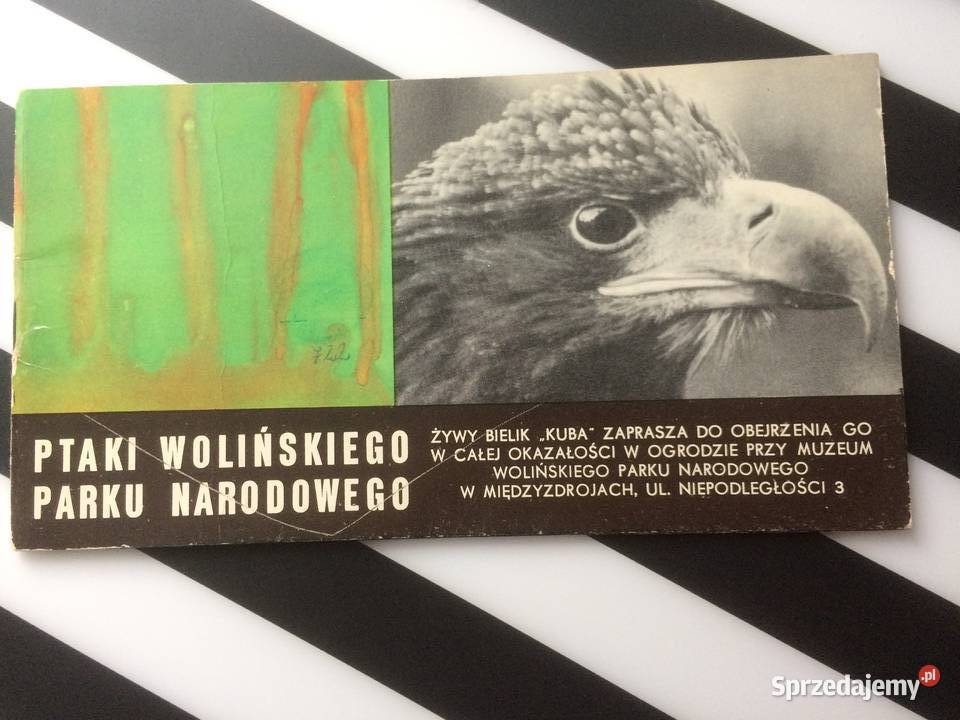 PTAKI WOLIŃSKIEGO
PARKU NARODOWEGO
ŻYWY BIELIK „KUBA" ZAPRASZA DO OBEJRZENIA GO
W CAŁEJ OKAZAŁOŚCI W OGRODZIE PRZY MUZEUM
WOLIŃSKIEGO PARKU NARODOWEGO
W MIĘDZYZDROJACH, UL. NIEPODLEGŁOŚCI 3
Sprzedajemy.pl